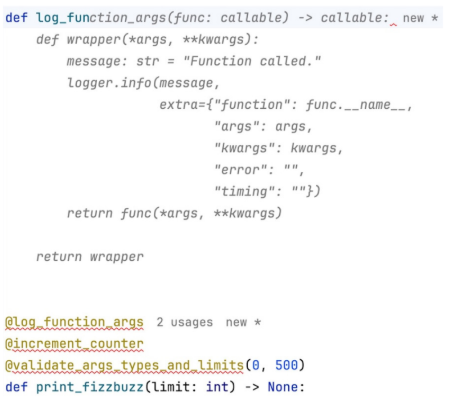 def log_function_args(func: callable) -> callable: new *
    def wrapper(*args, **kwargs):
        message: str = "Function called."
        logger.info(message,
                    extra={"function": func.__name__,
                           "args": args,
                           "kwargs": kwargs,
                           "error": "",
                           "timing": ""})
        return func(*args, **kwargs)

    return wrapper

@log_function_args 2 usages new *
@increment_counter
@validate_args_types_and_limits(0, 500)
def print_fizzbuzz(limit: int) -> None: